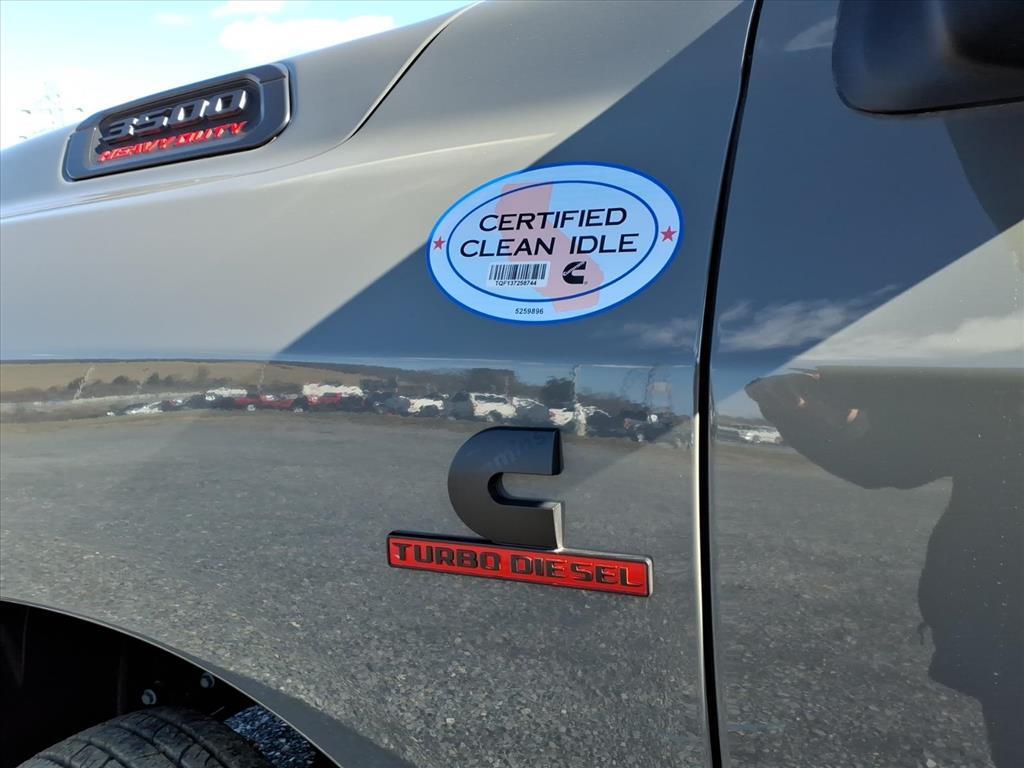 3500
HEAVY DUTY
CERTIFIED
CLEAN IDLE
TQF137258744
5259896
TURBO DIESEL